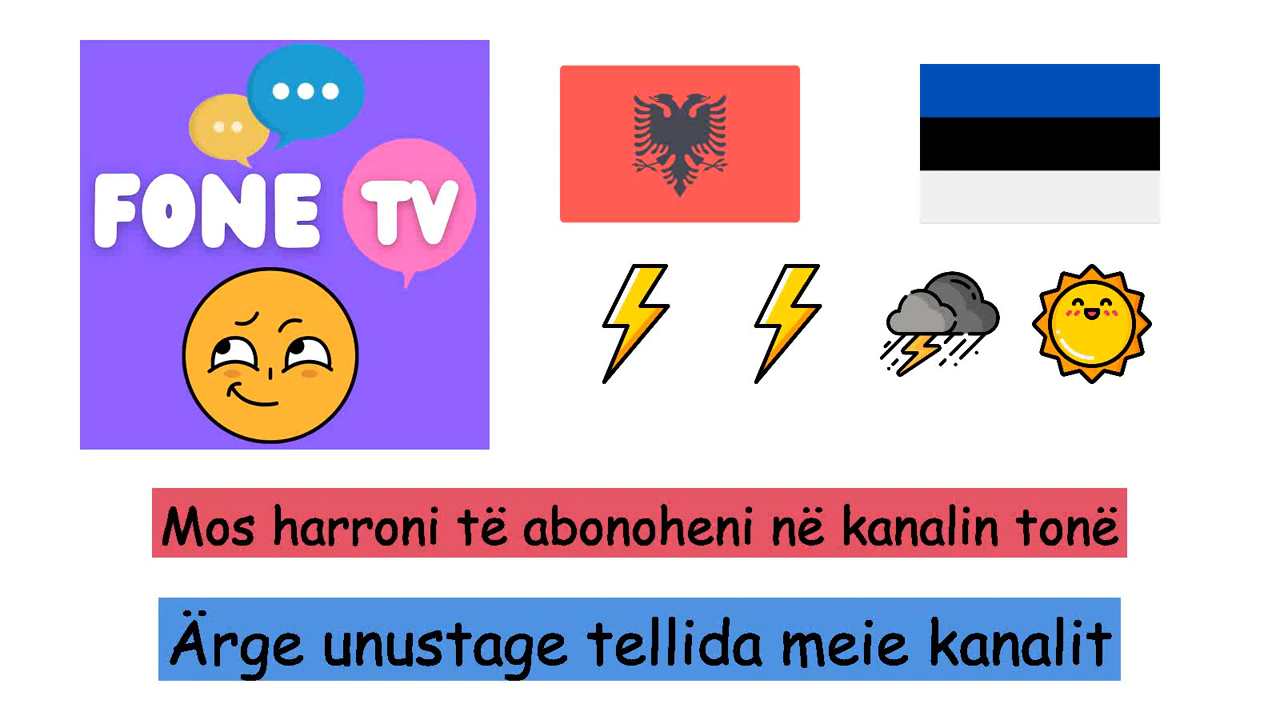 FONE TV
Mos harroni të abonoheni në kanalin tonë
Ärge unustage tellida meie kanalit